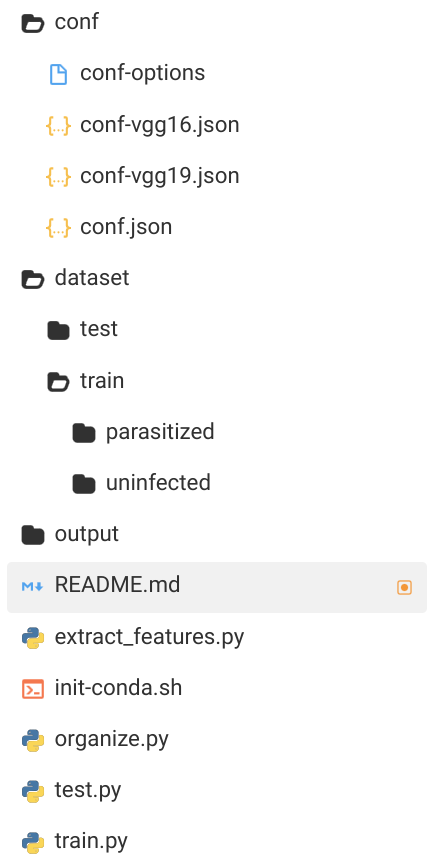 conf
conf-options
{...} conf-vgg16.json
{...} conf-vgg19.json
{...} conf.json
dataset
test
train
parasitized
uninfected
output
M README.md
extract_features.py
init-conda.sh
organize.py
test.py
train.py